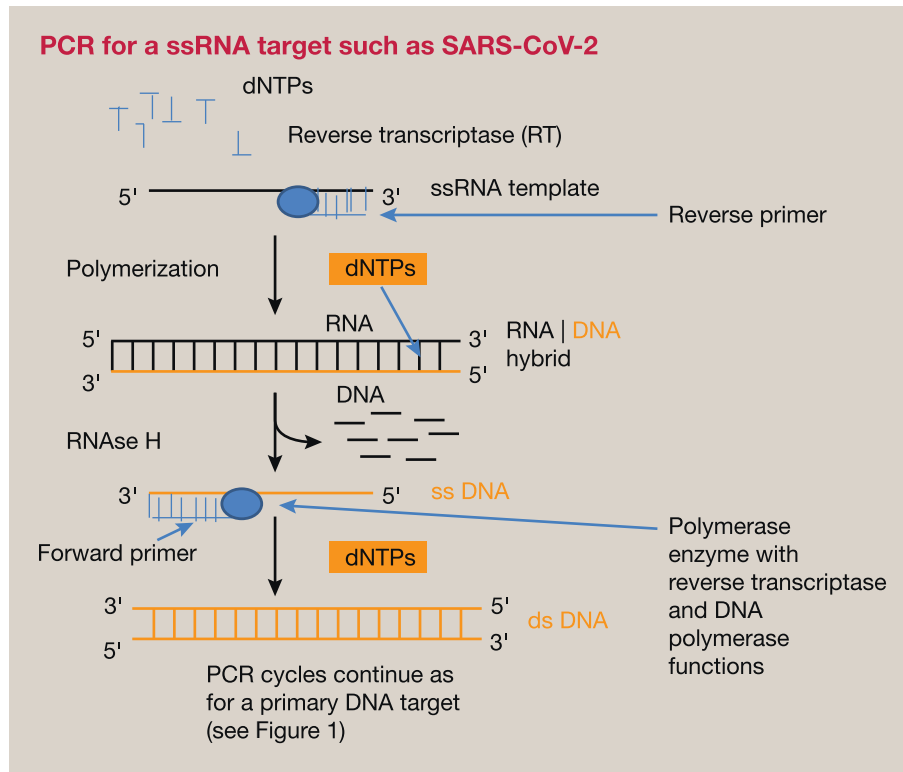 PCR for a ssRNA target such as SARS-CoV-2
dNTPs
Reverse transcriptase (RT)
5'
3'
ssRNA template
Reverse primer
Polymerization
dNTPs
5'
RNA
3'
RNA | DNA
hybrid
3'
5'
DNA
RNAse H
3'
5'
ss DNA
Forward primer
Polymerase
enzyme with
reverse transcriptase
and DNA
polymerase
functions
dNTPs
3'
5'
ds DNA
5'
3'
PCR cycles continue as
for a primary DNA target
(see Figure 1)